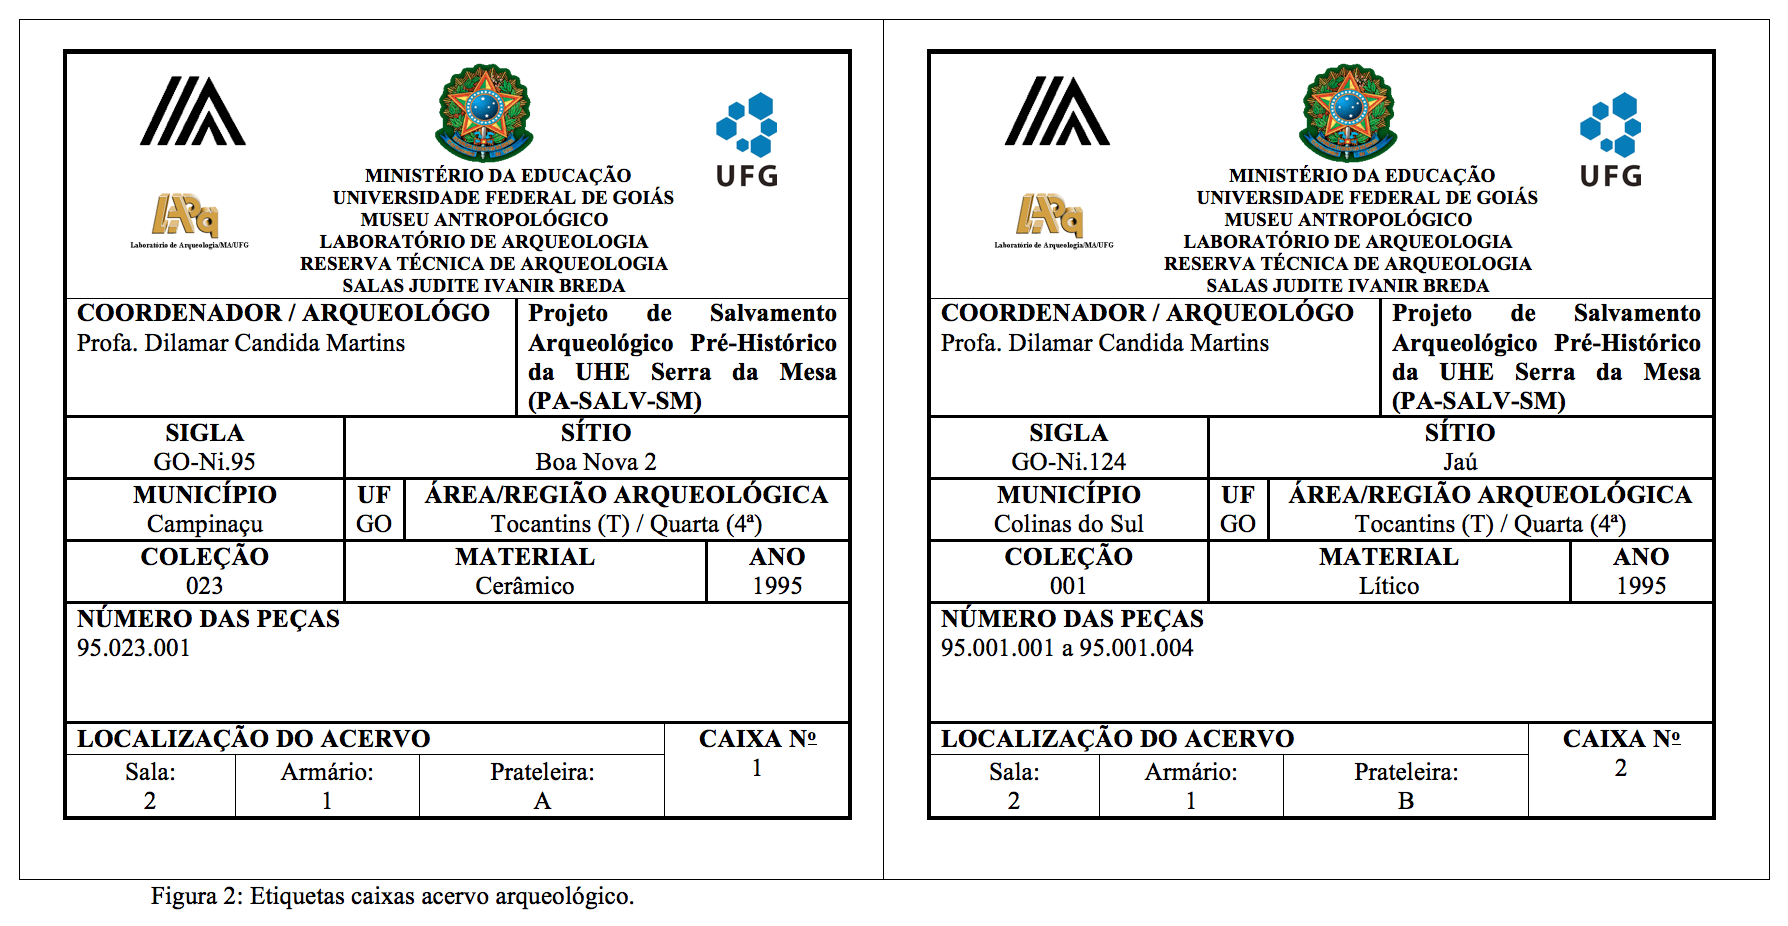 UFG
MINISTÉRIO DA EDUCAÇÃO
UNIVERSIDADE FEDERAL DE GOIÁS
MUSEU ANTROPOLÓGICO
LABORATÓRIO DE ARQUEOLOGIA
RESERVA TÉCNICA DE ARQUEOLOGIA
SALAS JUDITE IVANIR BREDA
LARq
Laboratório de Arqueologia/MA/UFG
COORDENADOR / ARQUEOLÓGO
Profa. Dilamar Candida Martins
Projeto de Salvamento
Arqueológico Pré-Histórico
da UHE Serra da Mesa
(PA-SALV-SM)
SIGLA
GO-Ni.95
SÍTIO
Boa Nova 2
MUNICÍPIO
Campinaçu
UF
GO
ÁREA/REGIÃO ARQUEOLÓGICA
Tocantins (T) / Quarta (4ª)
COLEÇÃO
023
MATERIAL
Cerâmico
ANO
1995
NÚMERO DAS PEÇAS
95.023.001
LOCALIZAÇÃO DO ACERVO
Sala:
2
Armário:
1
Prateleira:
A
CAIXA Nº
1
UFG
MINISTÉRIO DA EDUCAÇÃO
UNIVERSIDADE FEDERAL DE GOIÁS
MUSEU ANTROPOLÓGICO
LABORATÓRIO DE ARQUEOLOGIA
RESERVA TÉCNICA DE ARQUEOLOGIA
SALAS JUDITE IVANIR BREDA
LARq
Laboratório de Arqueologia/MA/UFG
COORDENADOR / ARQUEOLÓGO
Profa. Dilamar Candida Martins
Projeto de Salvamento
Arqueológico Pré-Histórico
da UHE Serra da Mesa
(PA-SALV-SM)
SIGLA
GO-Ni.124
SÍTIO
Jaú
MUNICÍPIO
Colinas do Sul
UF
GO
ÁREA/REGIÃO ARQUEOLÓGICA
Tocantins (T) / Quarta (4ª)
COLEÇÃO
001
MATERIAL
Lítico
ANO
1995
NÚMERO DAS PEÇAS
95.001.001 a 95.001.004
LOCALIZAÇÃO DO ACERVO
Sala:
2
Armário:
1
Prateleira:
B
CAIXA Nº
2
Figura 2: Etiquetas caixas acervo arqueológico.